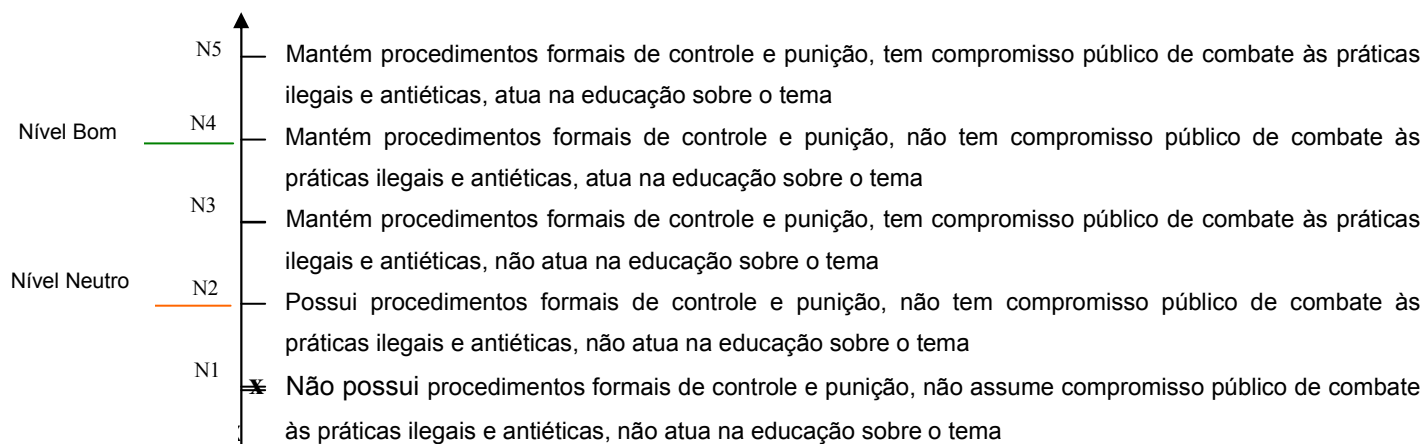 N5 Mantém procedimentos formais de controle e punição, tem compromisso público de combate às práticas
ilegais e antiéticas, atua na educação sobre o tema
Nível Bom N4 Mantém procedimentos formais de controle e punição, não tem compromisso público de combate às
práticas ilegais e antiéticas, atua na educação sobre o tema
N3 Mantém procedimentos formais de controle e punição, tem compromisso público de combate às práticas
ilegais e antiéticas, não atua na educação sobre o tema
Nível Neutro N2 Possui procedimentos formais de controle e punição, não tem compromisso público de combate às
práticas ilegais e antiéticas, não atua na educação sobre o tema
N1 x Não possui procedimentos formais de controle e punição, não assume compromisso público de combate
às práticas ilegais e antiéticas, não atua na educação sobre o tema